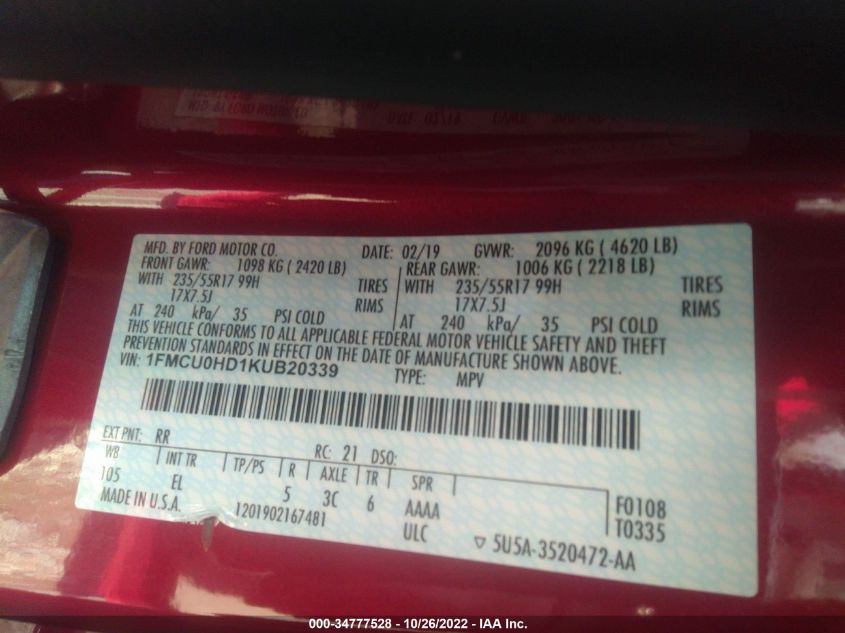 MFD. BY FORD MOTOR CO. DATE: 02/19 GVWR: 2096 KG ( 4620 LB)
FRONT GAWR: 1098 KG ( 2420 LB) REAR GAWR: 1006 KG ( 2218 LB)
WITH 235/55R17 99H TIRES WITH 235/55R17 99H TIRES
17X7.5J RIMS 17X7.5J RIMS
AT 240 kPa/ 35 PSI COLD AT 240 kPa/ 35 PSI COLD
THIS VEHICLE CONFORMS TO ALL APPLICABLE FEDERAL MOTOR VEHICLE SAFETY AND THEFT
PREVENTION STANDARDS IN EFFECT ON THE DATE OF MANUFACTURE SHOWN ABOVE.
VIN: 1FMCU0HD1KUB20339 TYPE: MPV
EXT PNT: RR RC: 21 DSO:
WB INT TR TP/PS R AXLE TR SPR
105 EL 5 3C 6 AAAA F0108
MADE IN U.S.A. 1201902167481 ULC T0335
5U5A-3520472-AA
000-34777528 - 10/26/2022 - IAA Inc.